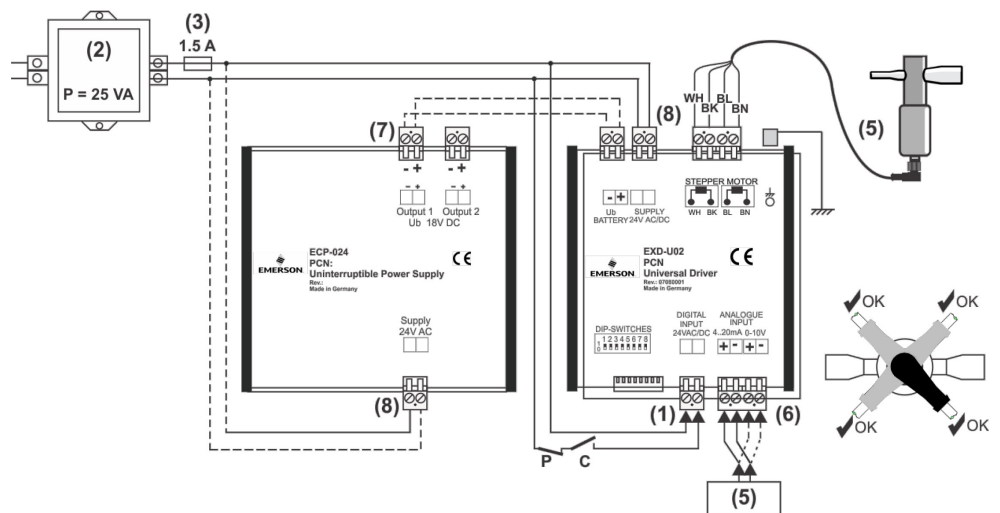 (2)
P = 25 VA
(3)
1.5 A
(7)
- +
- +
- +
- +
Output 1 Output 2
Ub 18V DC
ECP-024
PCN:
Uninterruptible Power Supply
Rev.:
Made in Germany
EMERSON
CE
Supply
24V AC
(8)
(8)
WH
BK
BL
BN
(5)
STEPPER MOTOR
WH BK BL BN
- +
Ub
BATTERY
SUPPLY
24V AC/DC
EXD-U02
PCN
Universal Driver
Rev.: 07080001
Made in Germany
EMERSON
CE
DIP-SWITCHES
1 2 3 4 5 6 7 8
1
0
DIGITAL
INPUT
24VAC/DC
ANALOGUE
INPUT
4..20mA 0-10V
+ - + -
(1)
(6)
P
C
(5)
OK
OK
OK
OK